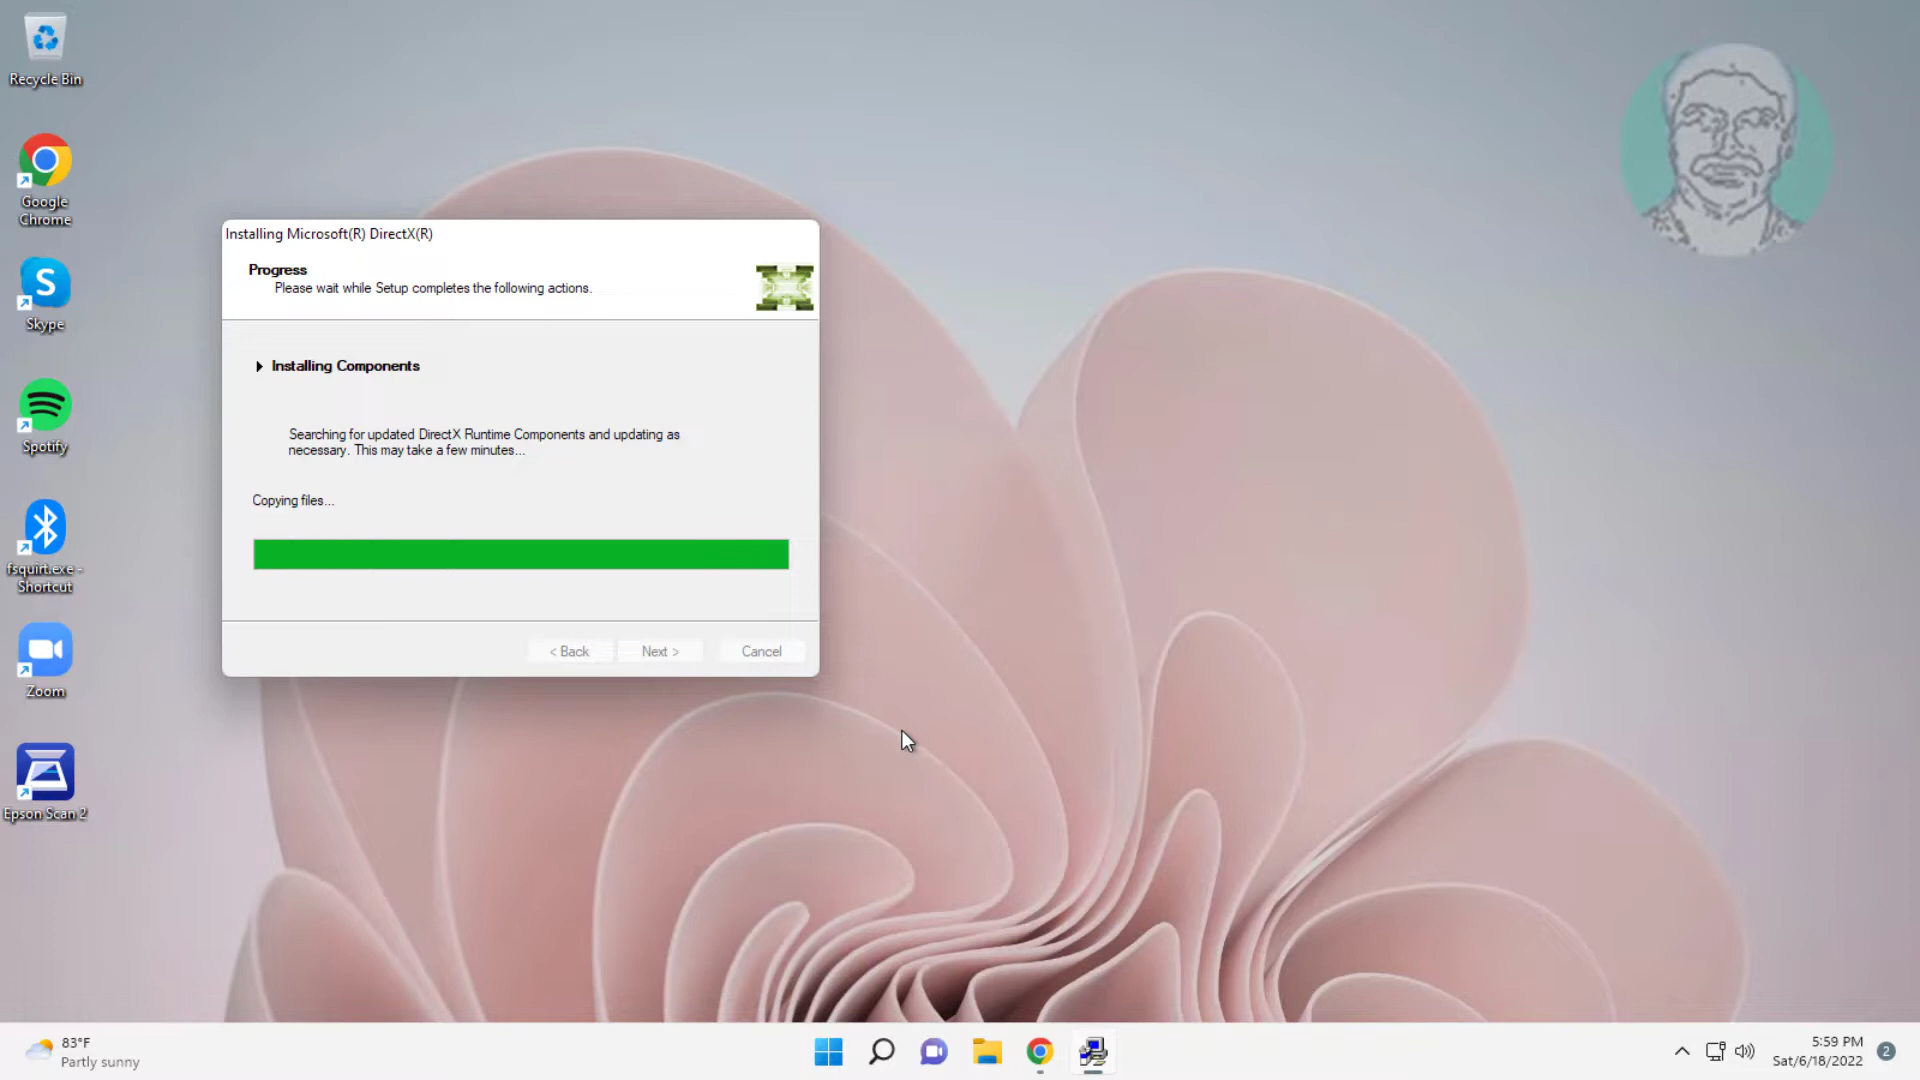 Recycle Bin
Google
Chrome
Skype
Spotify
fsquirt.exe -
Shortcut
Zoom
Epson Scan 2
Installing Microsoft(R) DirectX(R)
Progress
Please wait while Setup completes the following actions.
Installing Components
Searching for updated DirectX Runtime Components and updating as
necessary. This may take a few minutes...
Copying files...
< Back
Next >
Cancel
83°F
Partly sunny
5:59 PM
Sat/6/18/2022
2